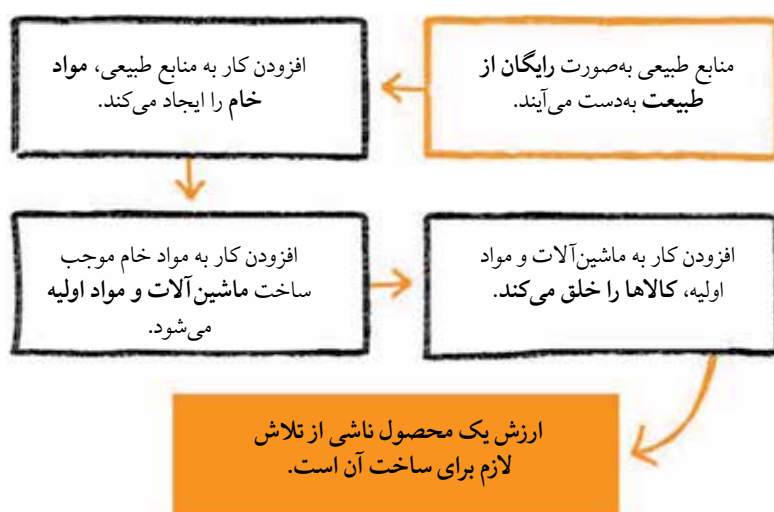 منابع طبیعی به‌صورت رایگان از
طبیعت به‌دست می‌آیند.
افزودن کار به منابع طبیعی، مواد
خام را ایجاد می‌کند.
افزودن کار به مواد خام موجب
ساخت ماشین‌آلات و مواد اولیه
می‌شود.
افزودن کار به ماشین‌آلات و مواد
اولیه، کالاها را خلق می‌کند.
ارزش یک محصول ناشی از تلاش
لازم برای ساخت آن است.